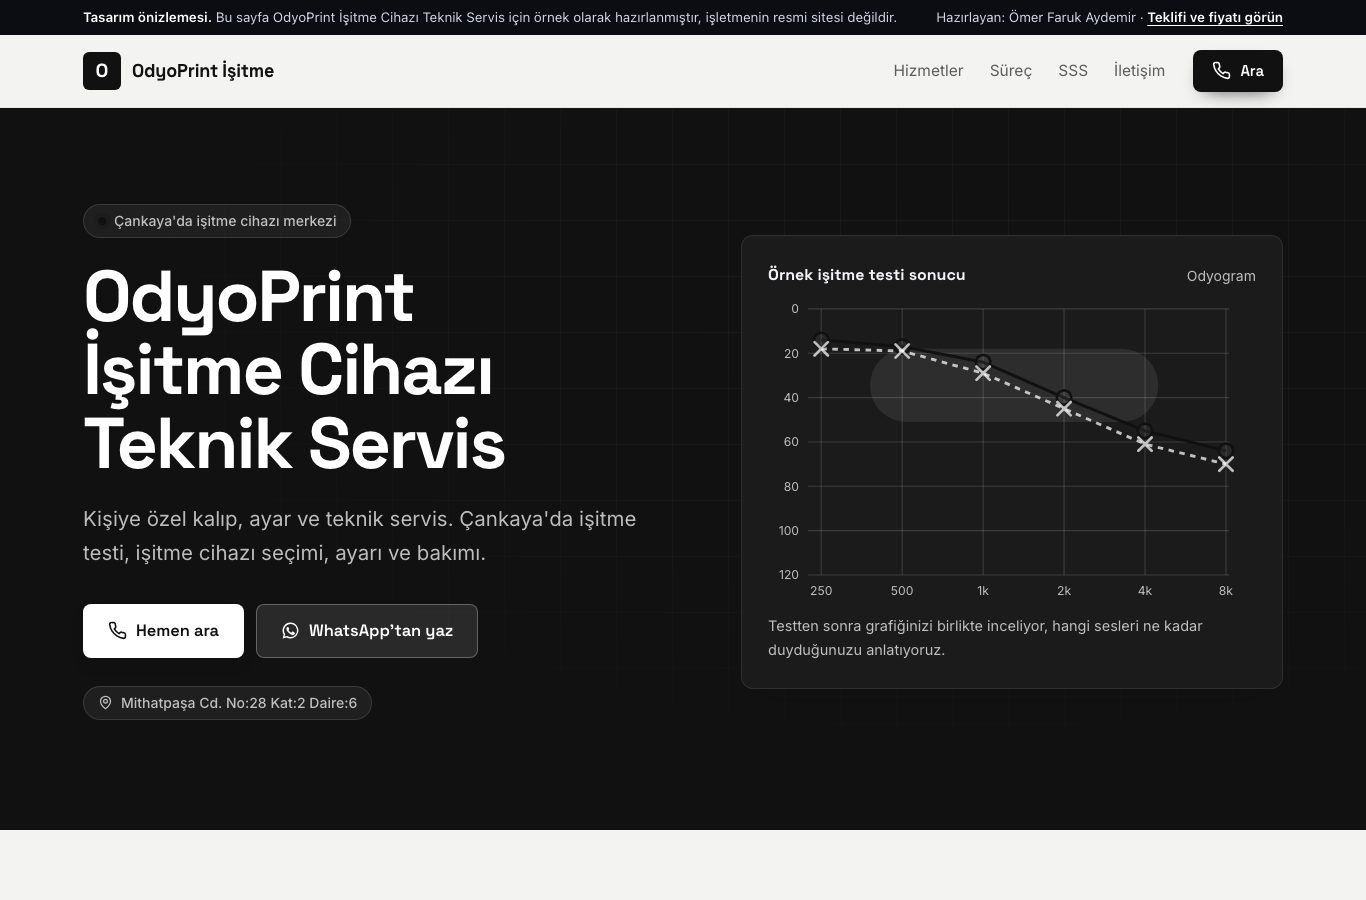 Tasarım önizlemesi. Bu sayfa OdyoPrint İşitme Cihazı Teknik Servis için örnek olarak hazırlanmıştır, işletmenin resmi sitesi değildir.
Hazırlayan: Ömer Faruk Aydemir · Teklifi ve fiyatı görün
O
OdyoPrint İşitme
Hizmetler
Süreç
SSS
İletişim
Ara
Çankaya'da işitme cihazı merkezi
OdyoPrint
İşitme Cihazı
Teknik Servis
Kişiye özel kalıp, ayar ve teknik servis. Çankaya'da işitme
testi, işitme cihazı seçimi, ayarı ve bakımı.
Hemen ara
WhatsApp’tan yaz
Mithatpaşa Cd. No:28 Kat:2 Daire:6
Örnek işitme testi sonucu
Odyogram
0
20
40
60
80
100
120
250 500 1k 2k 4k 8k
Testten sonra grafiğinizi birlikte inceliyor, hangi sesleri ne kadar
duyduğunuzu anlatıyoruz.